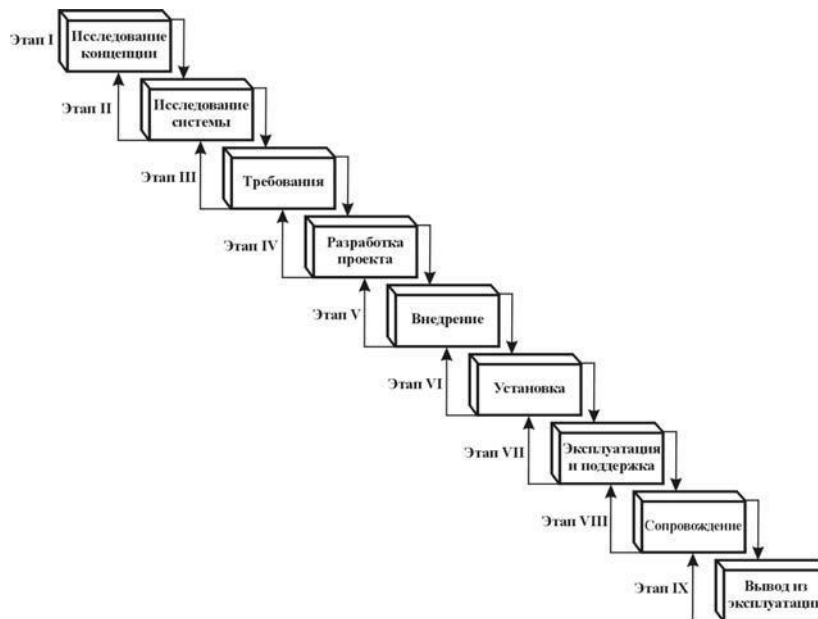 Этап I
Исследование
концепции
Этап II
Исследование
системы
Этап III
Требования
Этап IV
Разработка
проекта
Этап V
Внедрение
Этап VI
Установка
Этап VII
Эксплуатация
и поддержка
Этап VIII
Сопровождение
Этап IX
Вывод из
эксплуатации